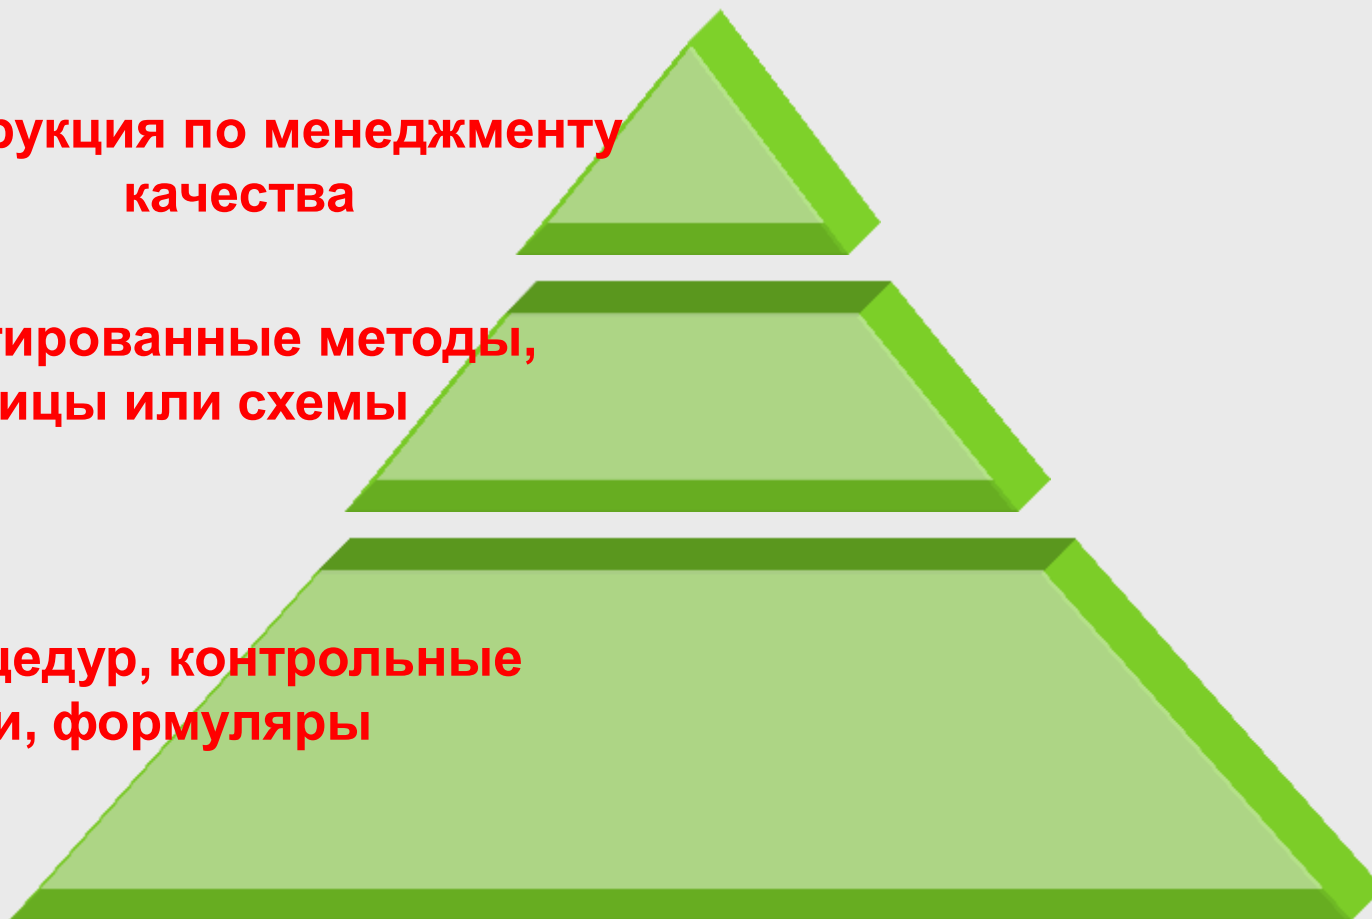 рукция по менеджменту
качества
тированные методы,
ицы или схемы
цедур, контрольные
и, формуляры